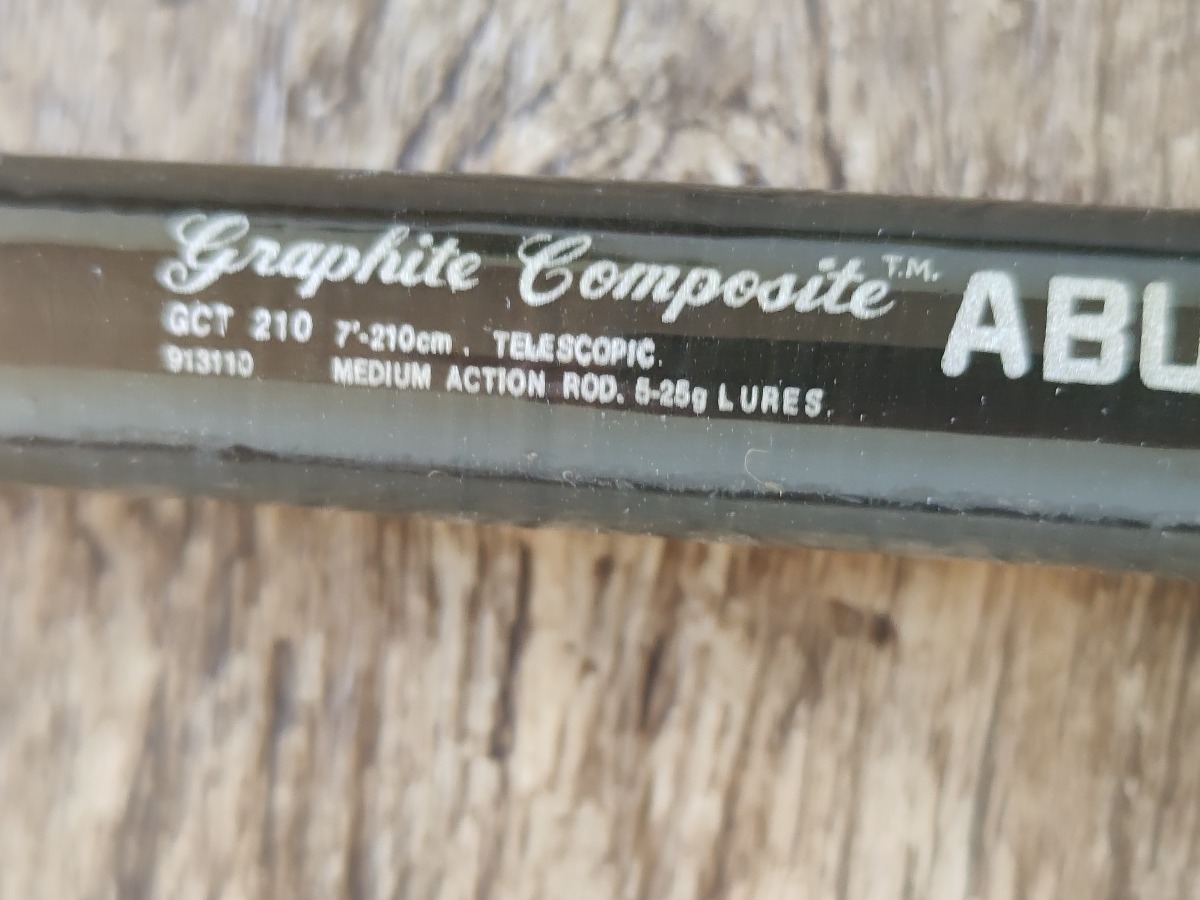 Graphite Composite T.M. ABU
GCT 210 7'-210cm. TELESCOPIC.
913110 MEDIUM ACTION ROD. 5-25g LURES.